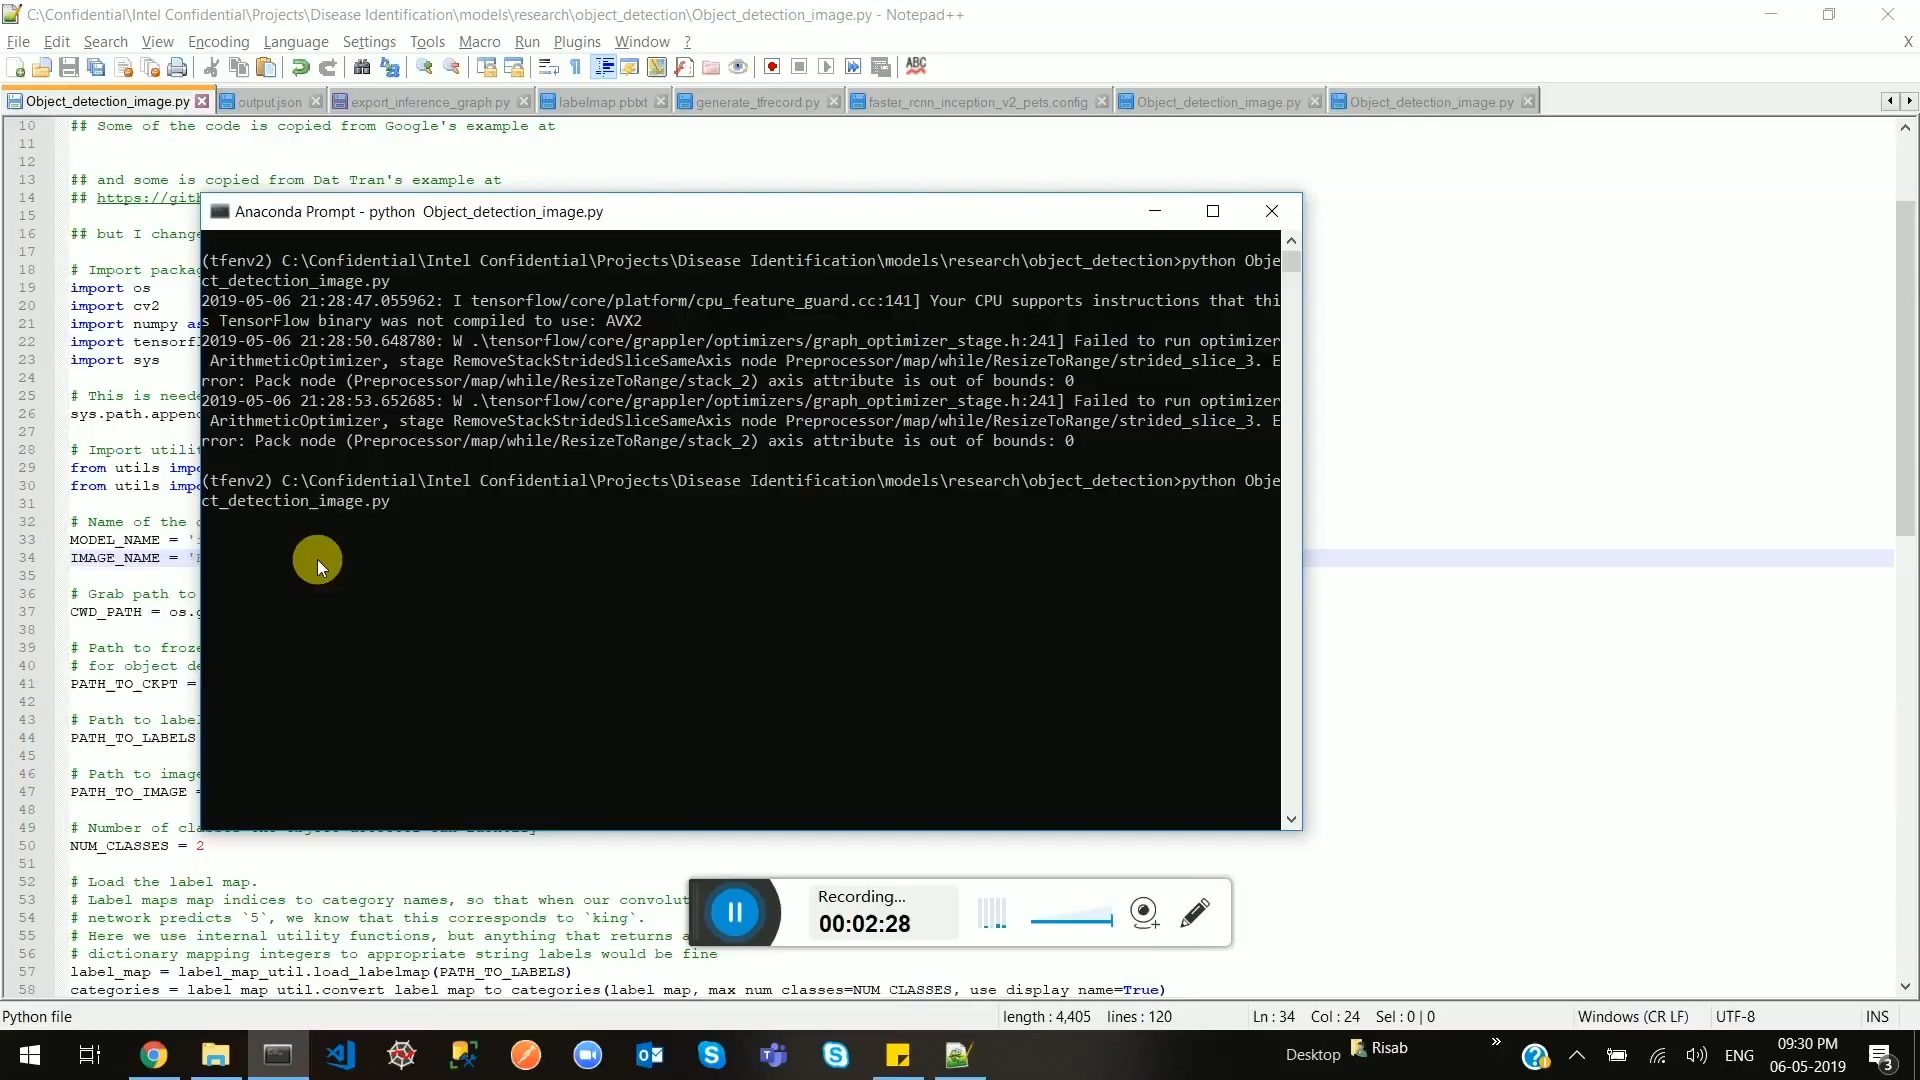 C:\Confidential\Intel Confidential\Projects\Disease Identification\models\research\object_detection\Object_detection_image.py - Notepad++
File Edit Search View Encoding Language Settings Tools Macro Run Plugins Window ?
X
ABC
Object_detection_image.py output.json export_inference_graph.py labelmap.pbtxt generate_tfrecord.py faster_rcnn_inception_v2_pets.config Object_detection_image.py Object_detection_image.py
10 ## Some of the code is copied from Google's example at
11
12
13 ## and some is copied from Dat Tran's example at
14 ## https://gith
15
16 ## but I change
17
18 # Import packag
19 import os
20 import cv2
21 import numpy as
22 import tensorfl
23 import sys
24
25 # This is neede
26 sys.path.append
27
28 # Import utilit
29 from utils impo
30 from utils impo
31
32 # Name of the
33 MODEL_NAME = '
34 IMAGE_NAME = '
35
36 # Grab path to
37 CWD_PATH = os.g
38
39 # Path to froze
40 # for object de
41 PATH_TO_CKPT =
42
43 # Path to label
44 PATH_TO_LABELS
45
46 # Path to image
47 PATH_TO_IMAGE =
48
49 # Number of
50 NUM_CLASSES = 2
51
52 # Load the label map.
53 # Label maps map indices to category names, so that when our convolut
54 # network predicts `5`, we know that this corresponds to `king`.
55 # Here we use internal utility functions, but anything that returns a
56 # dictionary mapping integers to appropriate string labels would be fine
57 label_map = label_map_util.load_labelmap(PATH_TO_LABELS)
58 categories = label_map_util.convert_label_map_to_categories(label_map, max_num_classes=NUM_CLASSES, use_display_name=True)
Anaconda Prompt - python Object_detection_image.py
(tfenv2) C:\Confidential\Intel Confidential\Projects\Disease Identification\models\research\object_detection>python Obje
ct_detection_image.py
2019-05-06 21:28:47.055962: I tensorflow/core/platform/cpu_feature_guard.cc:141] Your CPU supports instructions that thi
s TensorFlow binary was not compiled to use: AVX2
2019-05-06 21:28:50.648780: W .\tensorflow/core/grappler/optimizers/graph_optimizer_stage.h:241] Failed to run optimizer
ArithmeticOptimizer, stage RemoveStackStridedSliceSameAxis node Preprocessor/map/while/ResizeToRange/strided_slice_3. E
rror: Pack node (Preprocessor/map/while/ResizeToRange/stack_2) axis attribute is out of bounds: 0
2019-05-06 21:28:53.652685: W .\tensorflow/core/grappler/optimizers/graph_optimizer_stage.h:241] Failed to run optimizer
ArithmeticOptimizer, stage RemoveStackStridedSliceSameAxis node Preprocessor/map/while/ResizeToRange/strided_slice_3. E
rror: Pack node (Preprocessor/map/while/ResizeToRange/stack_2) axis attribute is out of bounds: 0
(tfenv2) C:\Confidential\Intel Confidential\Projects\Disease Identification\models\research\object_detection>python Obje
ct_detection_image.py
Recording...
00:02:28
Python file length : 4,405 lines : 120 Ln : 34 Col : 24 Sel : 0 | 0 Windows (CR LF) UTF-8 INS
Desktop Risab ENG 09:30 PM
06-05-2019
3